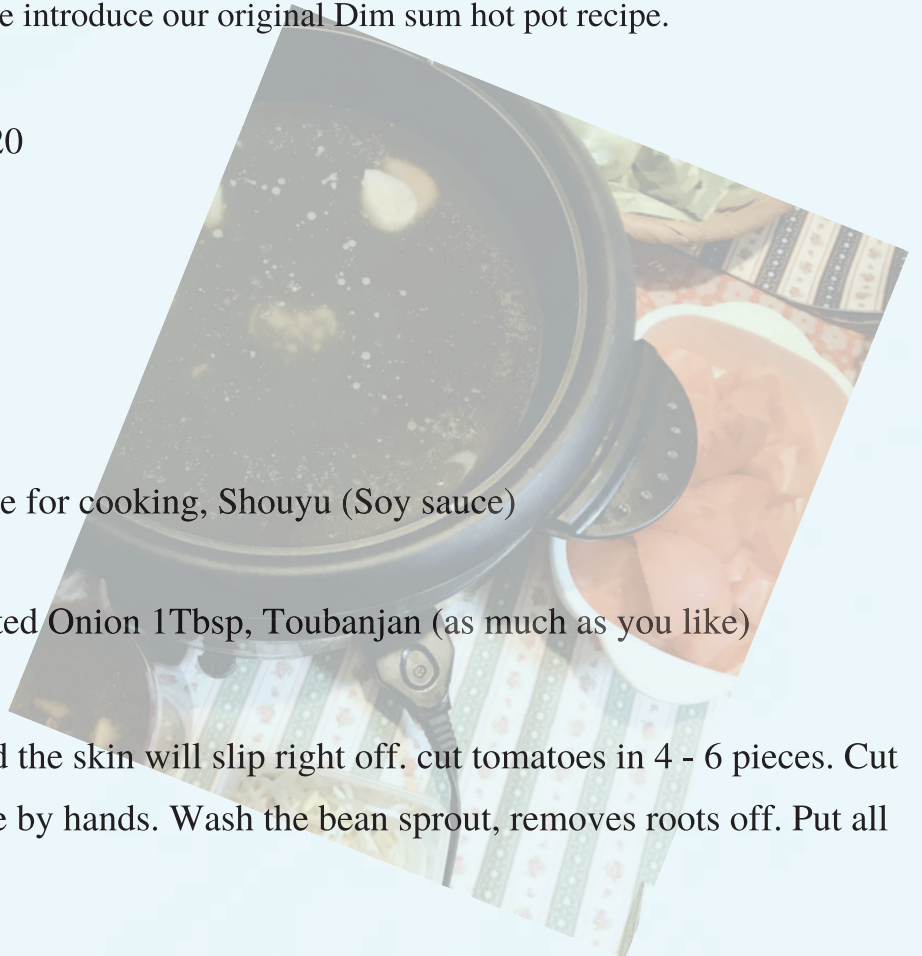 e introduce our original Dim sum hot pot recipe.
20
e for cooking, Shouyu (Soy sauce)
ted Onion 1Tbsp, Toubanjan (as much as you like)
d the skin will slip right off. cut tomatoes in 4 - 6 pieces. Cut
e by hands. Wash the bean sprout, removes roots off. Put all